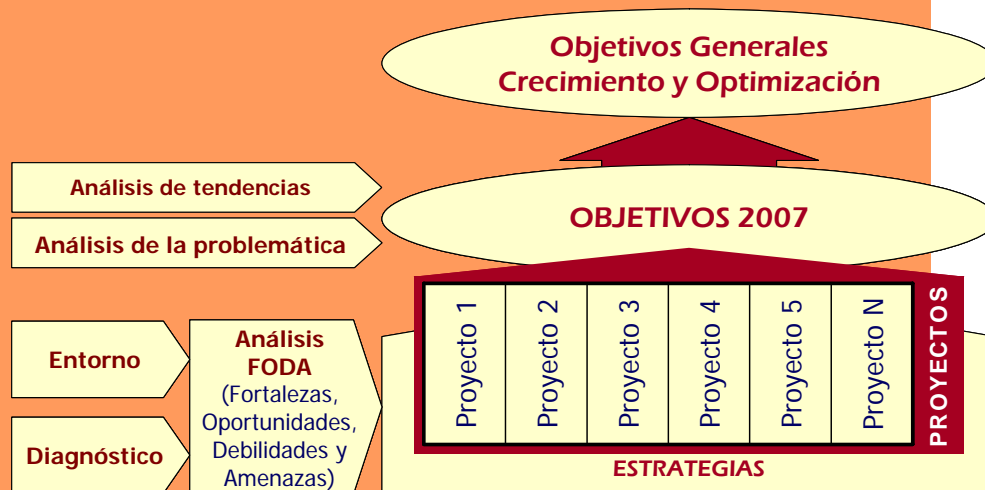 Objetivos Generales
Crecimiento y Optimización
Análisis de tendencias
OBJETIVOS 2007
Análisis de la problemática
Proyecto 1
Proyecto 2
Proyecto 3
Proyecto 4
Proyecto 5
Proyecto N
PROYECTOS
Entorno
Análisis
FODA
(Fortalezas,
Oportunidades,
Debilidades y
Amenazas)
Diagnóstico
ESTRATEGIAS